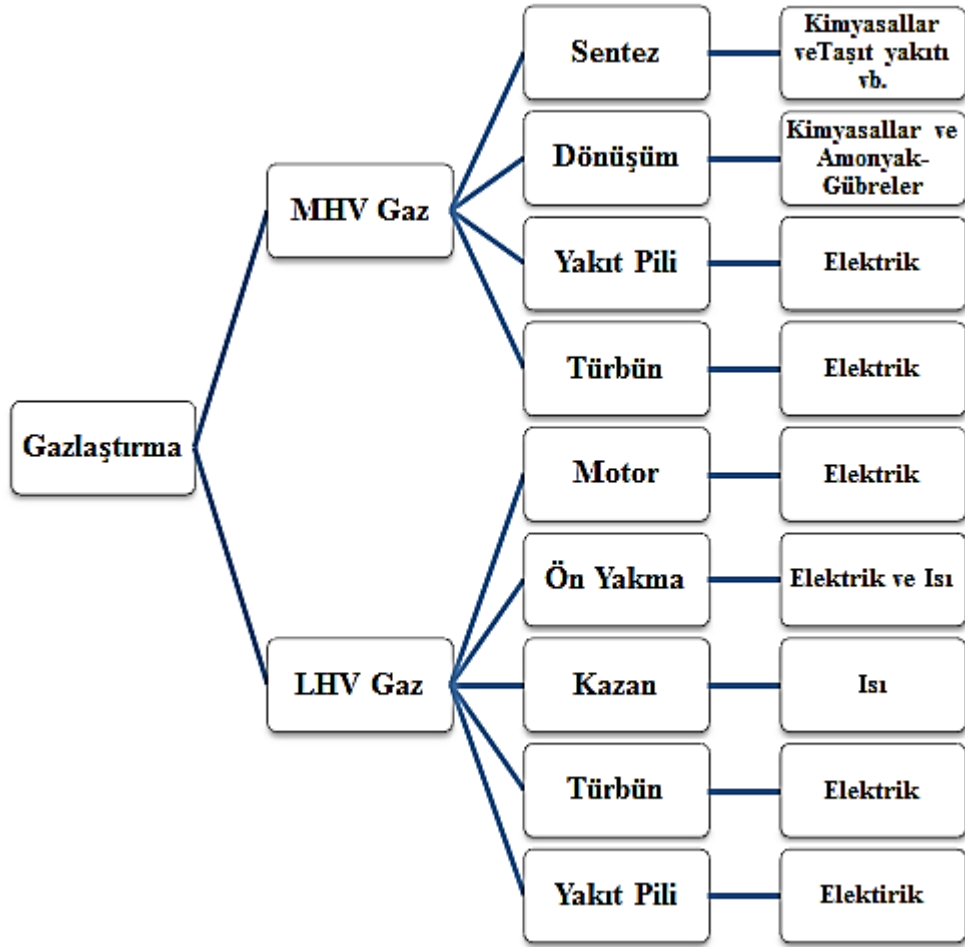 Sentez
Kimyasallar
veTaşıt yakıtı
vb.
Dönüşüm
Kimyasallar ve
Amonyak-
Gübreler
MHV Gaz
Yakıt Pili
Elektrik
Türbün
Elektrik
Gazlaştırma
Motor
Elektrik
Ön Yakma
Elektrik ve Isı
LHV Gaz
Kazan
Isı
Türbün
Elektrik
Yakıt Pili
Elektirik